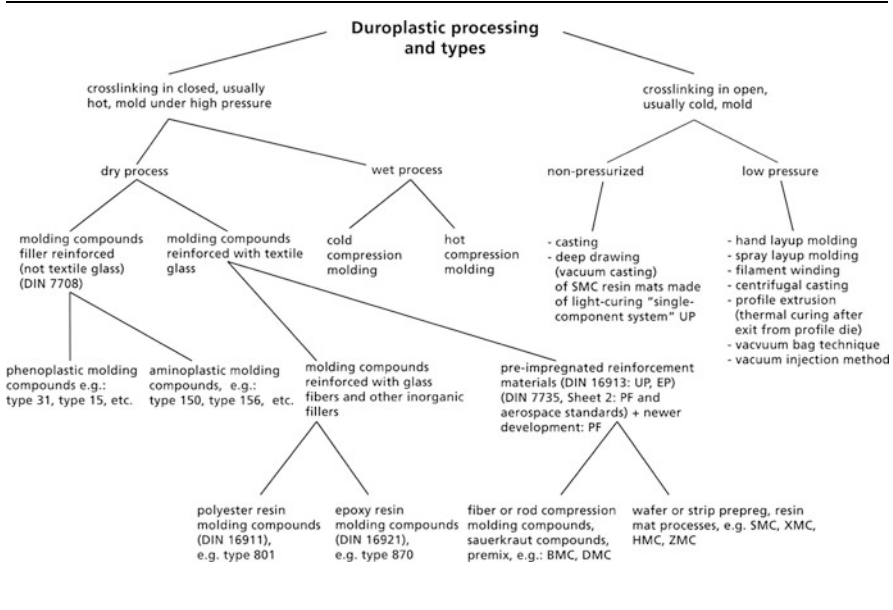 Duroplastic processing
and types
crosslinking in closed, usually
hot, mold under high pressure
crosslinking in open,
usually cold, mold
dry process
wet process
non-pressurized
low pressure
molding compounds
filler reinforced
(not textile glass)
(DIN 7708)
molding compounds
reinforced with textile
glass
cold
compression
molding
hot
compression
molding
- casting
- deep drawing
(vacuum casting)
of SMC resin mats made
of light-curing “single-
component system” UP
- hand layup molding
- spray layup molding
- filament winding
- centrifugal casting
- profile extrusion
(thermal curing after
exit from profile die)
- vacvuum bag technique
- vacuum injection method
phenoplastic molding
compounds e.g.:
type 31, type 15, etc.
aminoplastic molding
compounds, e.g.:
type 150, type 156, etc.
molding compounds
reinforced with glass
fibers and other inorganic
fillers
pre-impregnated reinforcement
materials (DIN 16913: UP, EP)
(DIN 7735, Sheet 2: PF and
aerospace standards) + newer
development: PF
polyester resin
molding compounds
(DIN 16911),
e.g. type 801
epoxy resin
molding compounds
(DIN 16921),
e.g. type 870
fiber or rod compression
molding compounds,
sauerkraut compounds,
premix, e.g.: BMC, DMC
wafer or strip prepreg, resin
mat processes, e.g. SMC, XMC,
HMC, ZMC